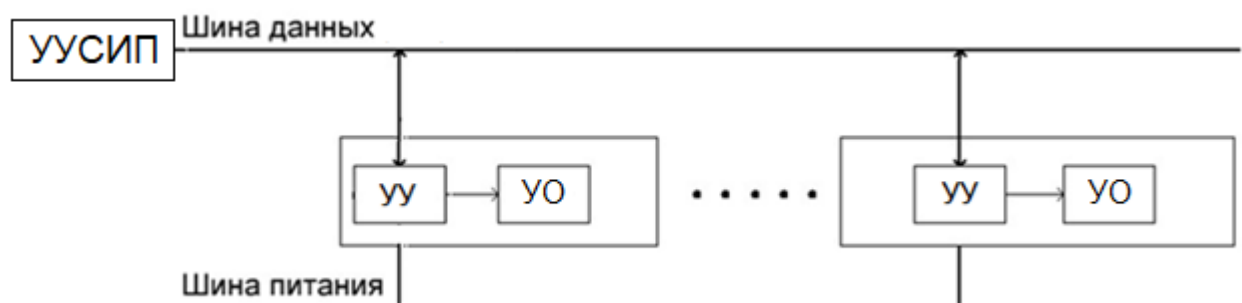 Шина данных
УУСИП
УУ
УО
УУ
УО
Шина питания